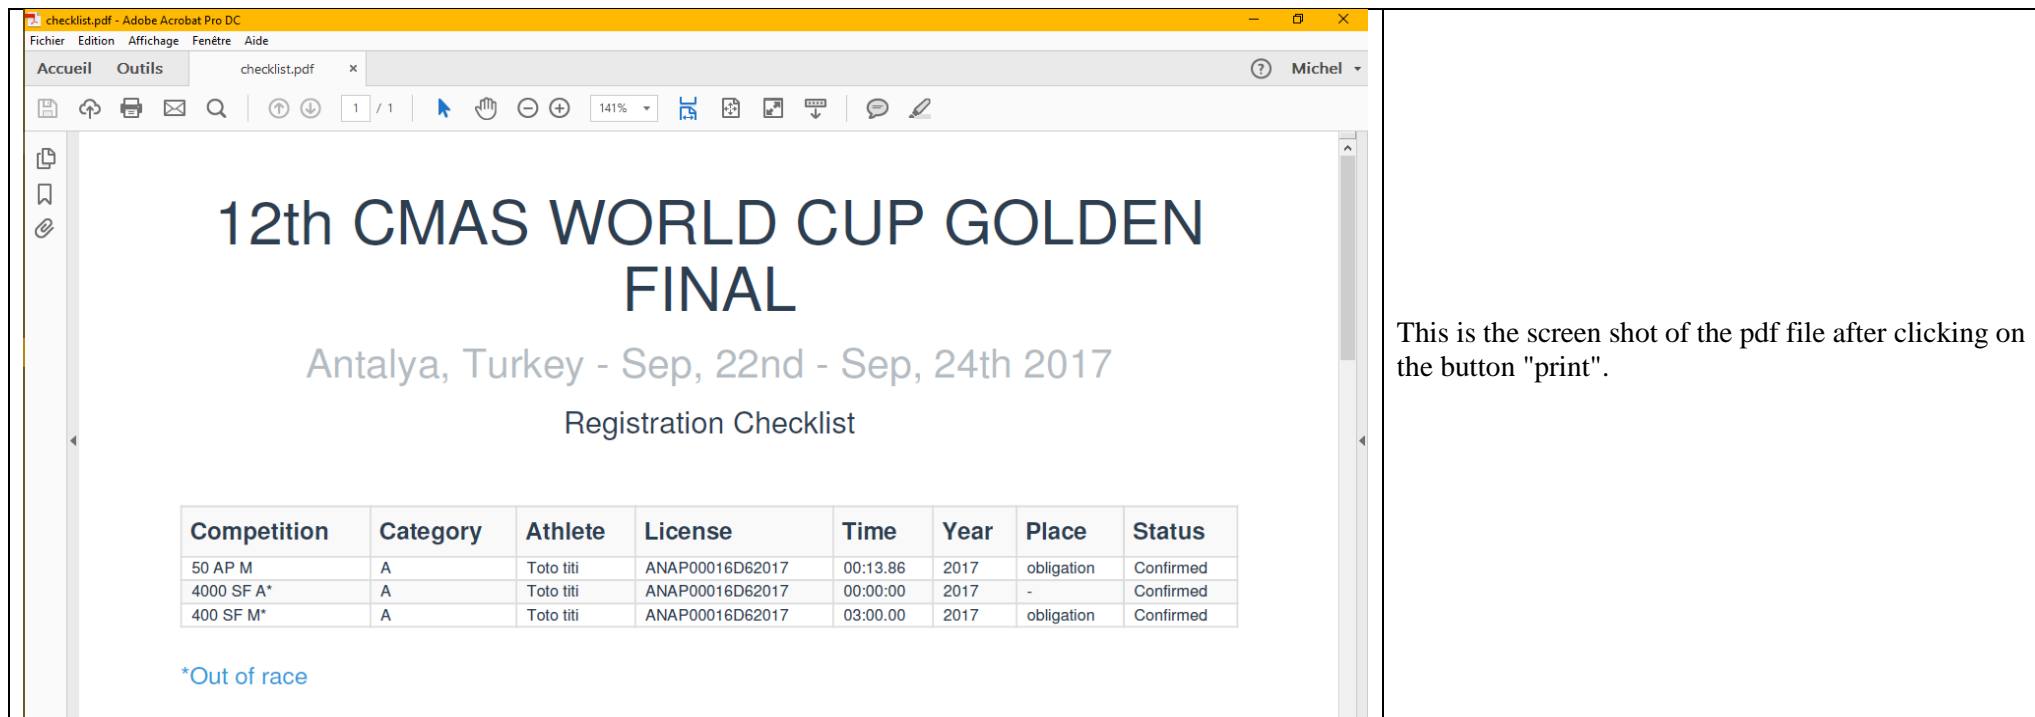 checklist.pdf - Adobe Acrobat Pro DC
Fichier Edition Affichage Fenêtre Aide
Accueil Outils checklist.pdf × Michel
1 / 1 141%
12th CMAS WORLD CUP GOLDEN
FINAL
Antalya, Turkey - Sep, 22nd - Sep, 24th 2017
Registration Checklist
Competition Category Athlete License Time Year Place Status
50 AP M A Toto titi ANAP00016D62017 00:13.86 2017 obligation Confirmed
4000 SF A* A Toto titi ANAP00016D62017 00:00:00 2017 - Confirmed
400 SF M* A Toto titi ANAP00016D62017 03:00.00 2017 obligation Confirmed
*Out of race
This is the screen shot of the pdf file after clicking on
the button "print".